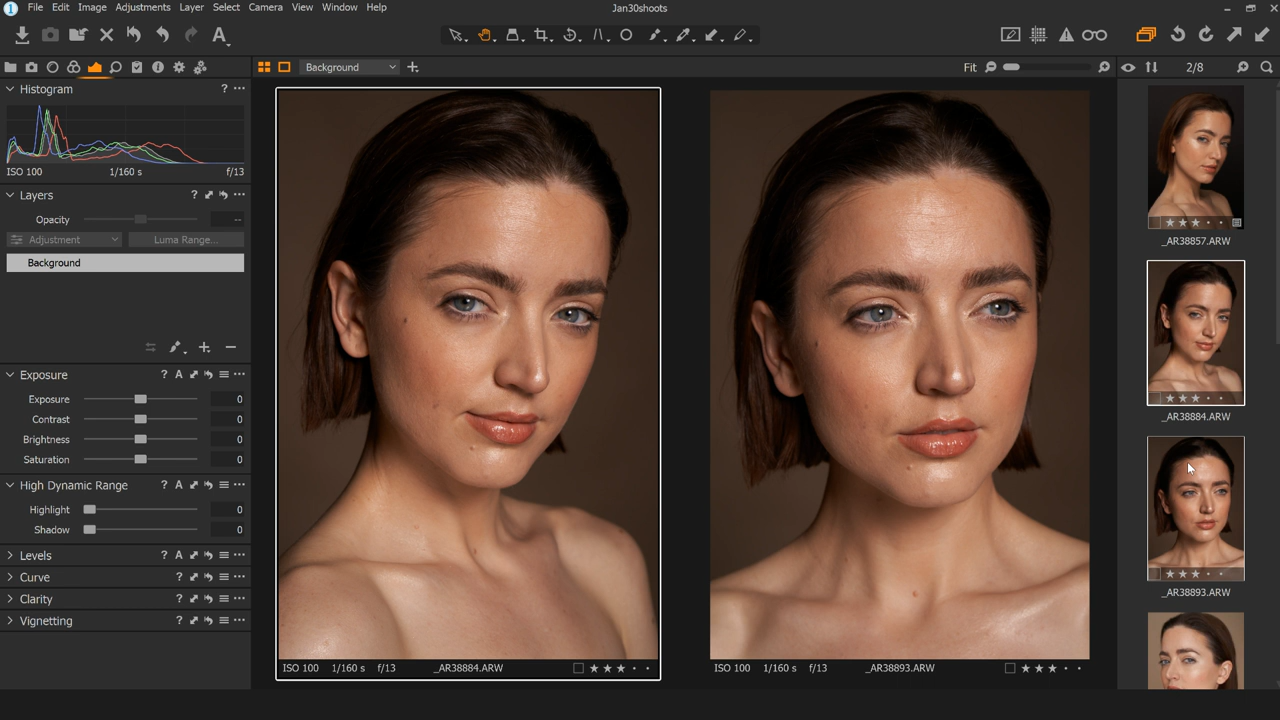 File Edit Image Adjustments Layer Select Camera View Window Help
Jan30shoots
Background
Fit
2/8
Histogram ?
ISO 100 1/160 s f/13
Layers ?
Opacity --
Adjustment Luma Range...
Background
Exposure ? A
Exposure 0
Contrast 0
Brightness 0
Saturation 0
High Dynamic Range ? A
Highlight 0
Shadow 0
Levels ? A
Curve ?
Clarity ?
Vignetting ?
ISO 100 1/160 s f/13 _AR38884.ARW
ISO 100 1/160 s f/13 _AR38893.ARW
_AR38857.ARW
_AR38884.ARW
_AR38893.ARW